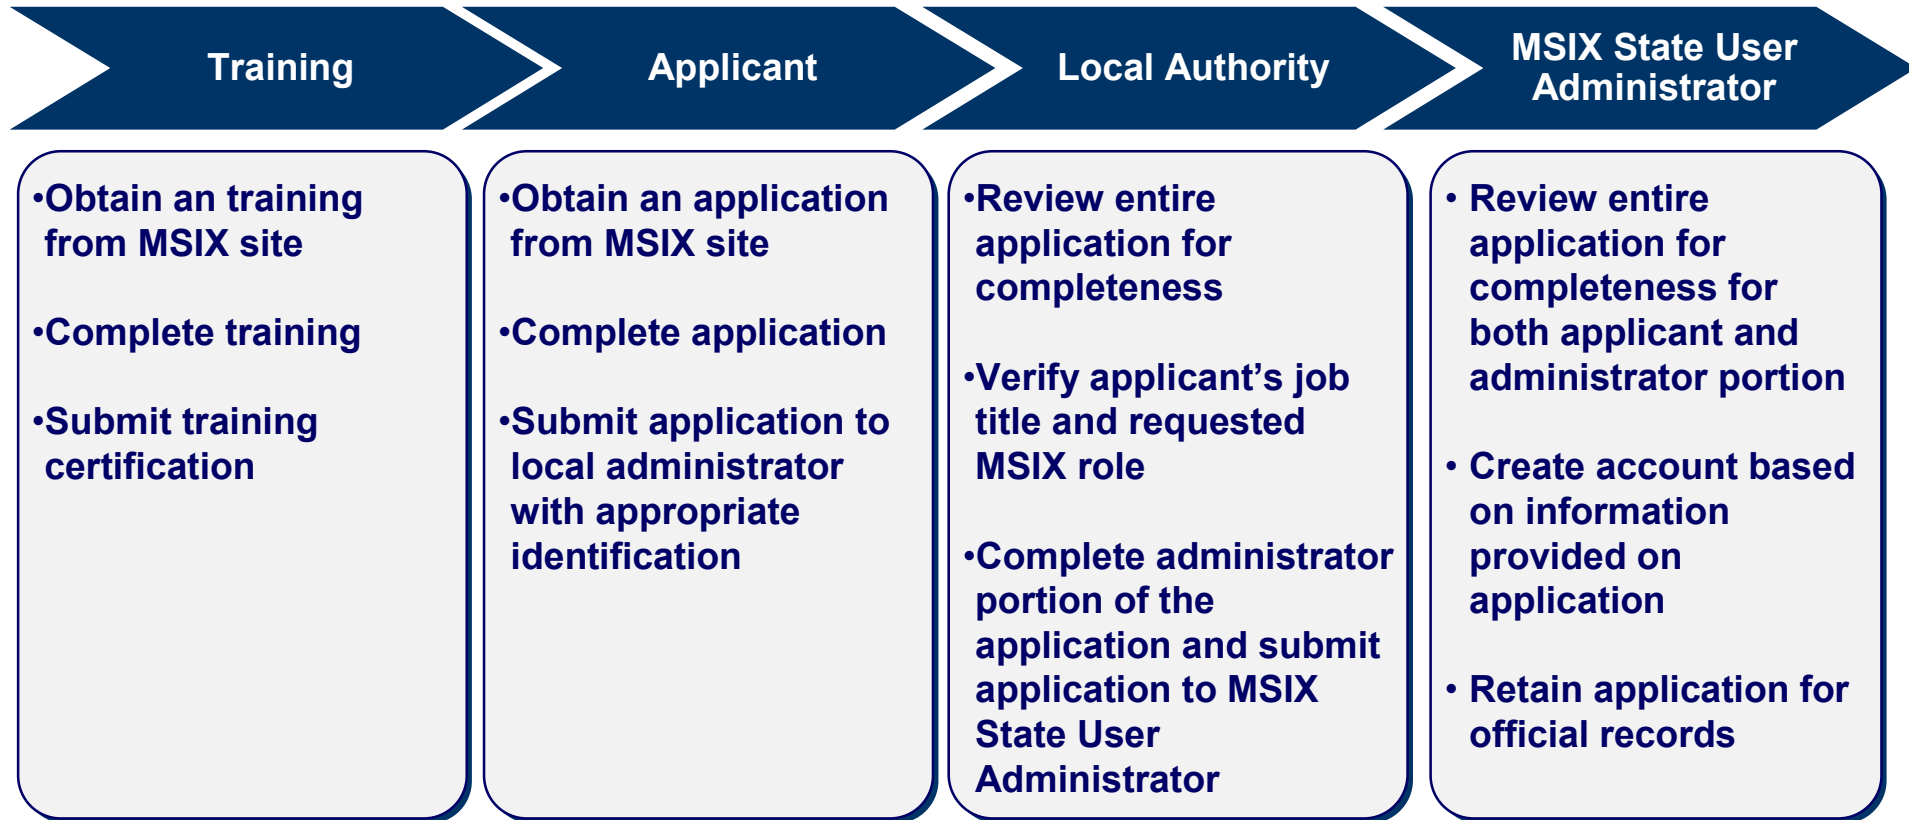 Training
Applicant
Local Authority
MSIX State User
Administrator
•Obtain an training
from MSIX site
•Complete training
•Submit training
certification
•Obtain an application
from MSIX site
•Complete application
•Submit application to
local administrator
with appropriate
identification
•Review entire
application for
completeness
•Verify applicant’s job
title and requested
MSIX role
•Complete administrator
portion of the
application and submit
application to MSIX
State User
Administrator
• Review entire
application for
completeness for
both applicant and
administrator portion
• Create account based
on information
provided on
application
• Retain application for
official records